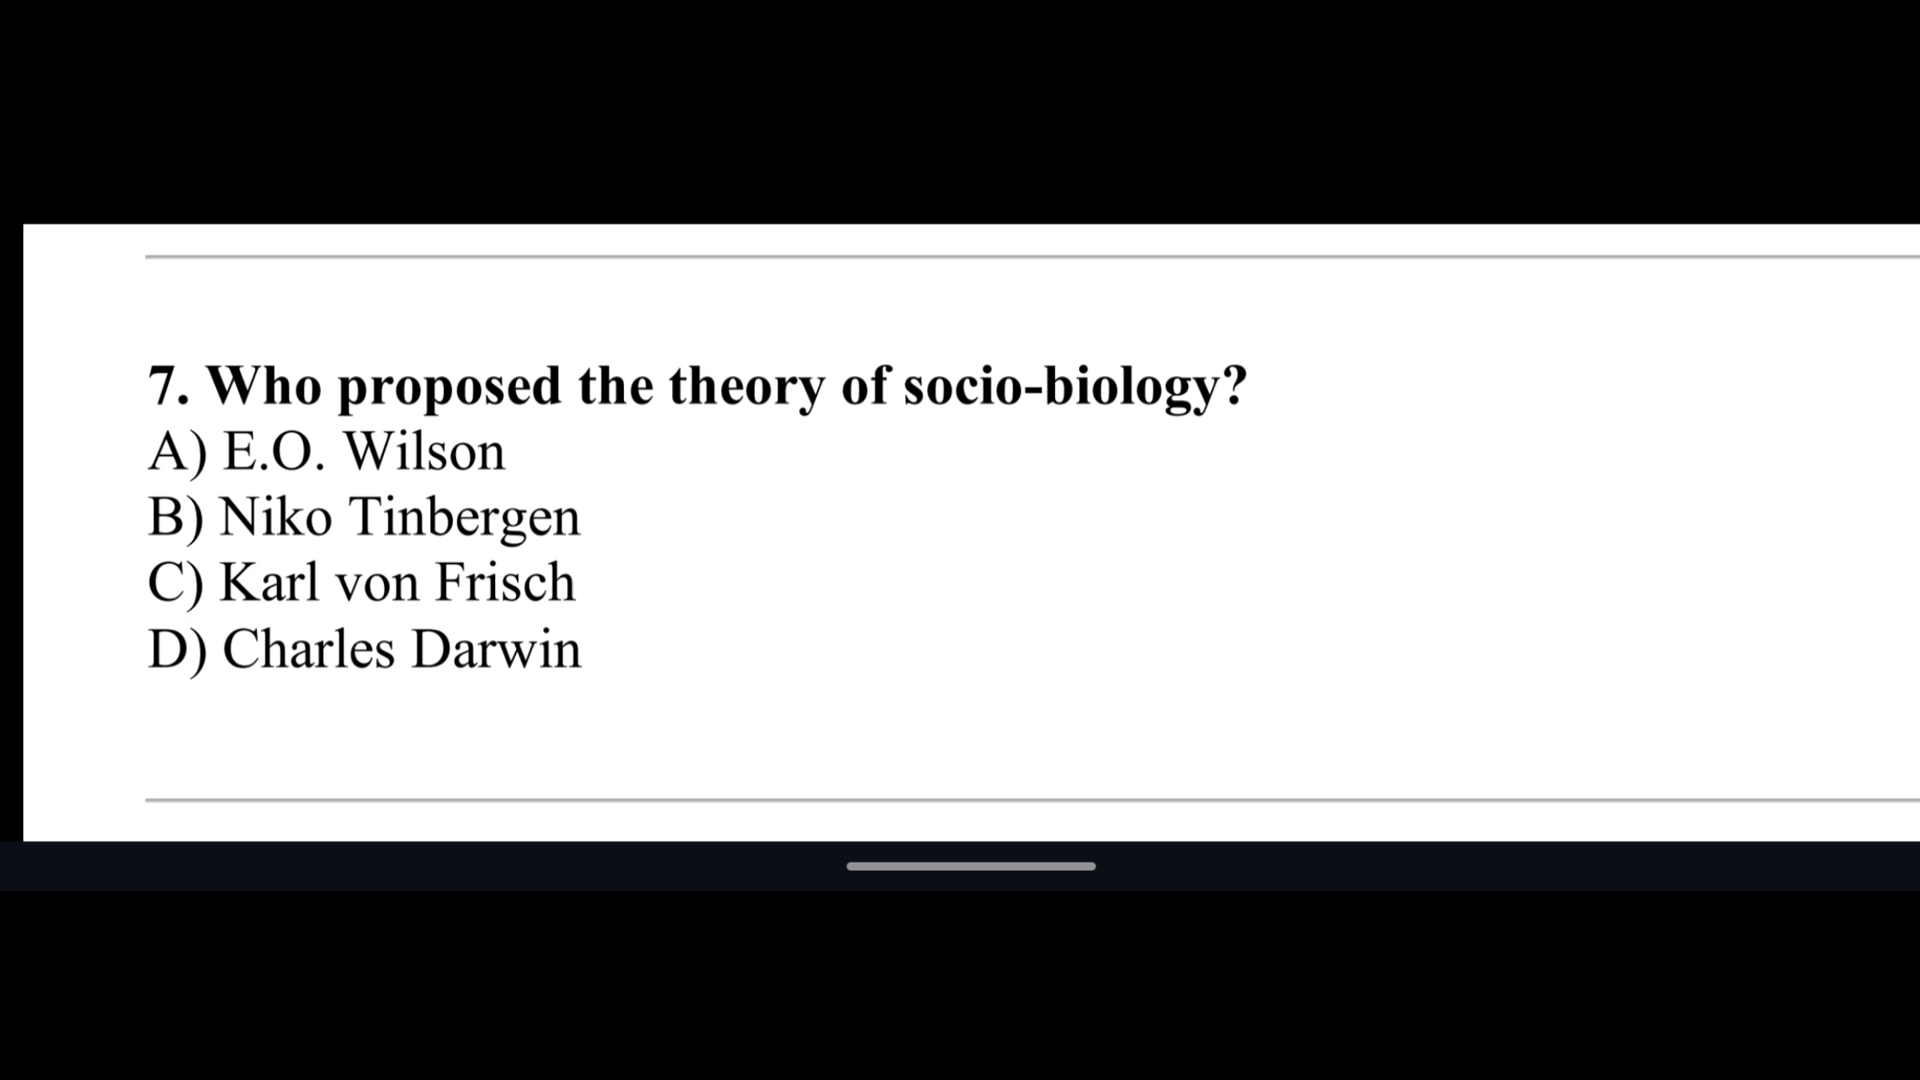 7. Who proposed the theory of socio-biology?
A) E.O. Wilson
B) Niko Tinbergen
C) Karl von Frisch
D) Charles Darwin